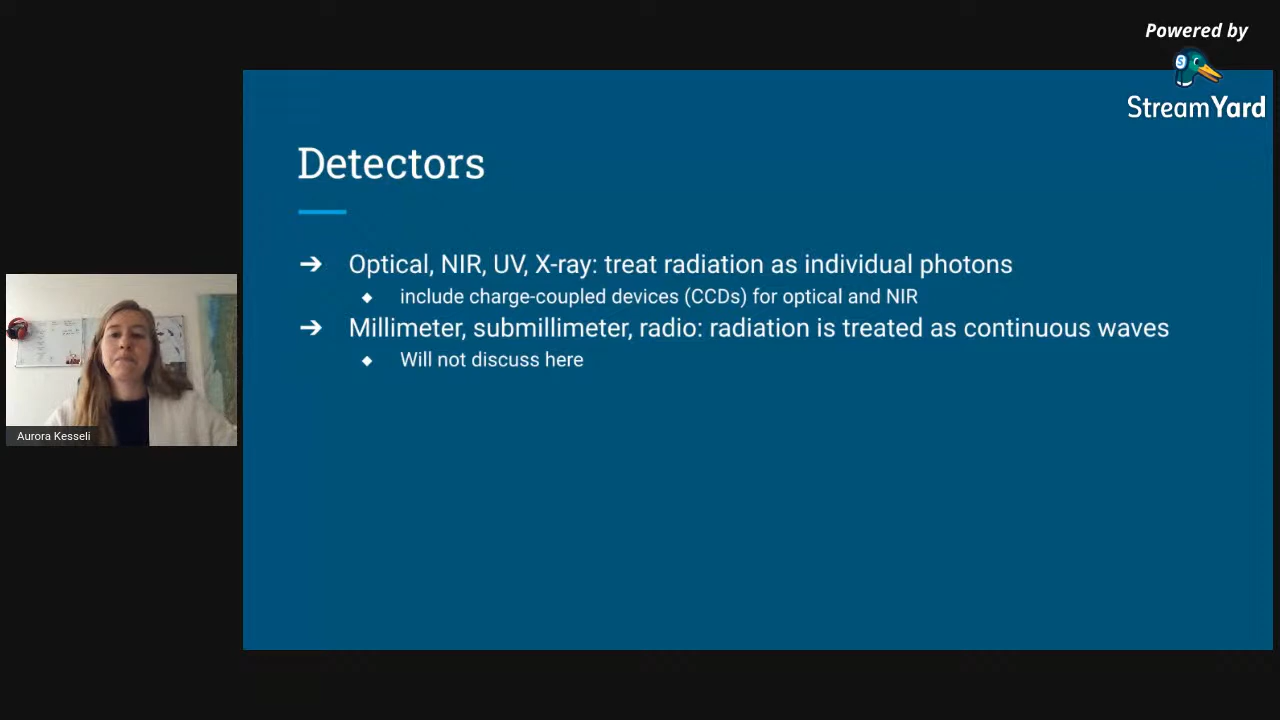 Powered by
StreamYard
Detectors
➔ Optical, NIR, UV, X-ray: treat radiation as individual photons
◆ include charge-coupled devices (CCDs) for optical and NIR
➔ Millimeter, submillimeter, radio: radiation is treated as continuous waves
◆ Will not discuss here
Aurora Kesseli